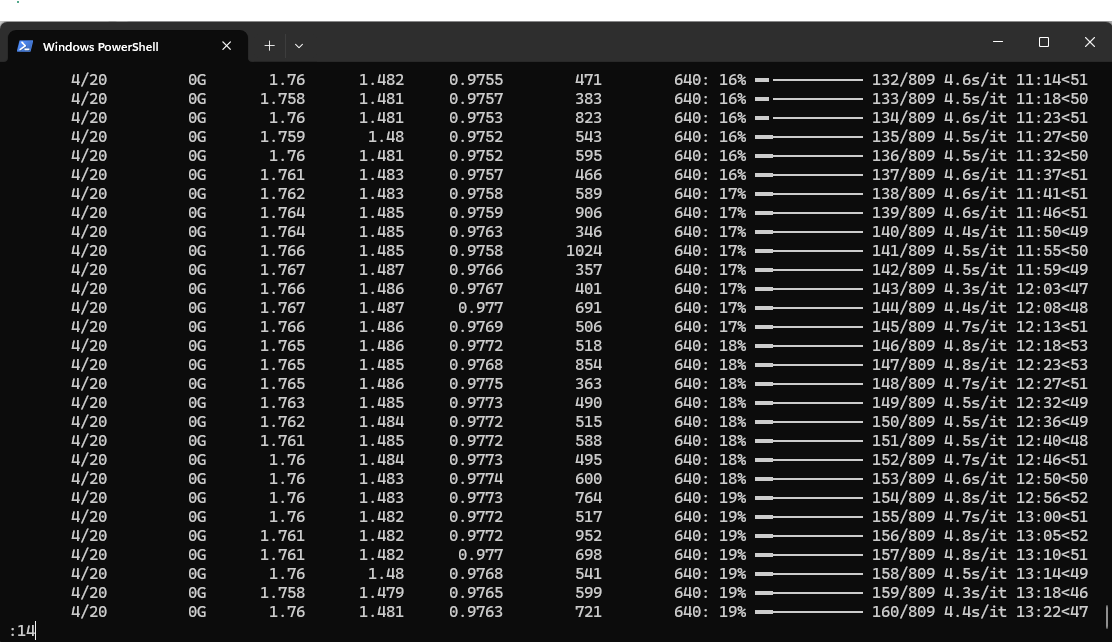 Windows PowerShell
4/20 0G 1.76 1.482 0.9755 471 640: 16% 132/809 4.6s/it 11:14<51
4/20 0G 1.758 1.481 0.9757 383 640: 16% 133/809 4.5s/it 11:18<50
4/20 0G 1.76 1.481 0.9753 823 640: 16% 134/809 4.6s/it 11:23<51
4/20 0G 1.759 1.48 0.9752 543 640: 16% 135/809 4.5s/it 11:27<50
4/20 0G 1.76 1.481 0.9752 595 640: 16% 136/809 4.5s/it 11:32<50
4/20 0G 1.761 1.483 0.9757 466 640: 16% 137/809 4.6s/it 11:37<51
4/20 0G 1.762 1.483 0.9758 589 640: 17% 138/809 4.6s/it 11:41<51
4/20 0G 1.764 1.485 0.9759 906 640: 17% 139/809 4.6s/it 11:46<51
4/20 0G 1.764 1.485 0.9763 346 640: 17% 140/809 4.4s/it 11:50<49
4/20 0G 1.766 1.485 0.9758 1024 640: 17% 141/809 4.5s/it 11:55<50
4/20 0G 1.767 1.487 0.9766 357 640: 17% 142/809 4.5s/it 11:59<49
4/20 0G 1.766 1.486 0.9767 401 640: 17% 143/809 4.3s/it 12:03<47
4/20 0G 1.767 1.487 0.977 691 640: 17% 144/809 4.4s/it 12:08<48
4/20 0G 1.766 1.486 0.9769 506 640: 17% 145/809 4.7s/it 12:13<51
4/20 0G 1.765 1.486 0.9772 518 640: 18% 146/809 4.8s/it 12:18<53
4/20 0G 1.765 1.485 0.9768 854 640: 18% 147/809 4.8s/it 12:23<53
4/20 0G 1.765 1.486 0.9775 363 640: 18% 148/809 4.7s/it 12:27<51
4/20 0G 1.763 1.485 0.9773 490 640: 18% 149/809 4.5s/it 12:32<49
4/20 0G 1.762 1.484 0.9772 515 640: 18% 150/809 4.5s/it 12:36<49
4/20 0G 1.761 1.485 0.9772 588 640: 18% 151/809 4.5s/it 12:40<48
4/20 0G 1.76 1.484 0.9773 495 640: 18% 152/809 4.7s/it 12:46<51
4/20 0G 1.76 1.483 0.9774 600 640: 18% 153/809 4.6s/it 12:50<50
4/20 0G 1.76 1.483 0.9773 764 640: 19% 154/809 4.8s/it 12:56<52
4/20 0G 1.76 1.482 0.9772 517 640: 19% 155/809 4.7s/it 13:00<51
4/20 0G 1.761 1.482 0.9772 952 640: 19% 156/809 4.8s/it 13:05<52
4/20 0G 1.761 1.482 0.977 698 640: 19% 157/809 4.8s/it 13:10<51
4/20 0G 1.76 1.48 0.9768 541 640: 19% 158/809 4.5s/it 13:14<49
4/20 0G 1.758 1.479 0.9765 599 640: 19% 159/809 4.3s/it 13:18<46
4/20 0G 1.76 1.481 0.9763 721 640: 19% 160/809 4.4s/it 13:22<47
:14